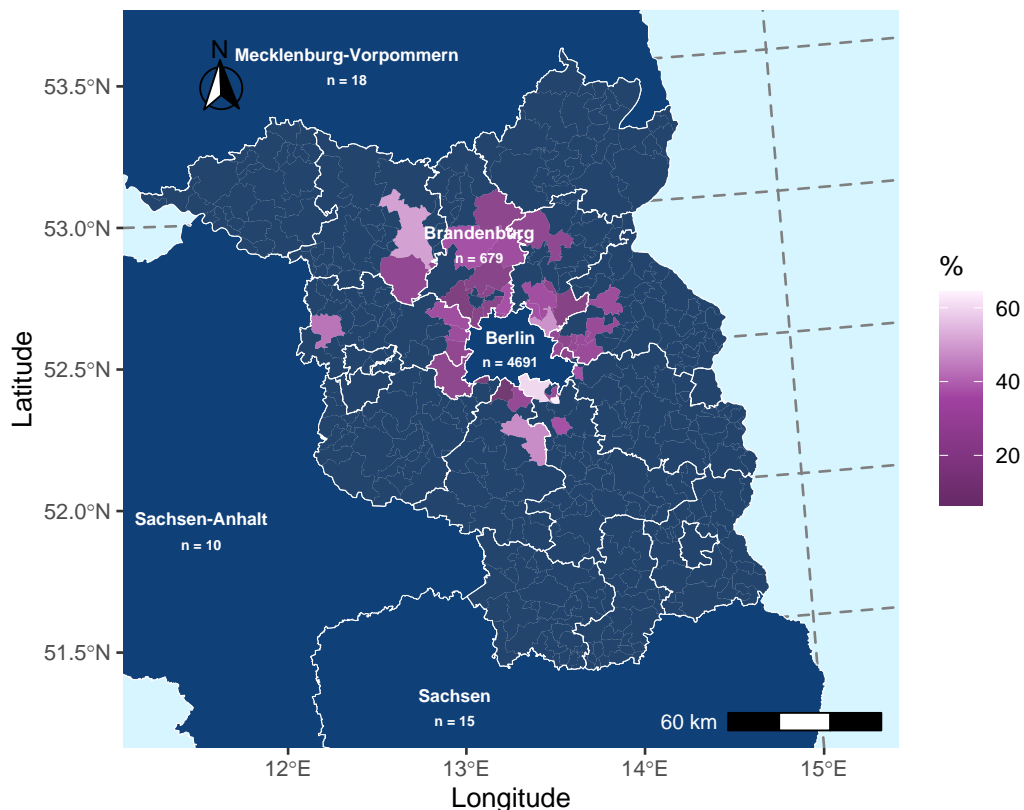 N
Mecklenburg-Vorpommern
n = 18
53.5°N
53.0°N
52.5°N
52.0°N
51.5°N
Latitude
Brandenburg
n = 679
Berlin
n = 4691
Sachsen-Anhalt
n = 10
Sachsen
n = 15
60 km
12°E
13°E
14°E
15°E
Longitude
%
60
40
20